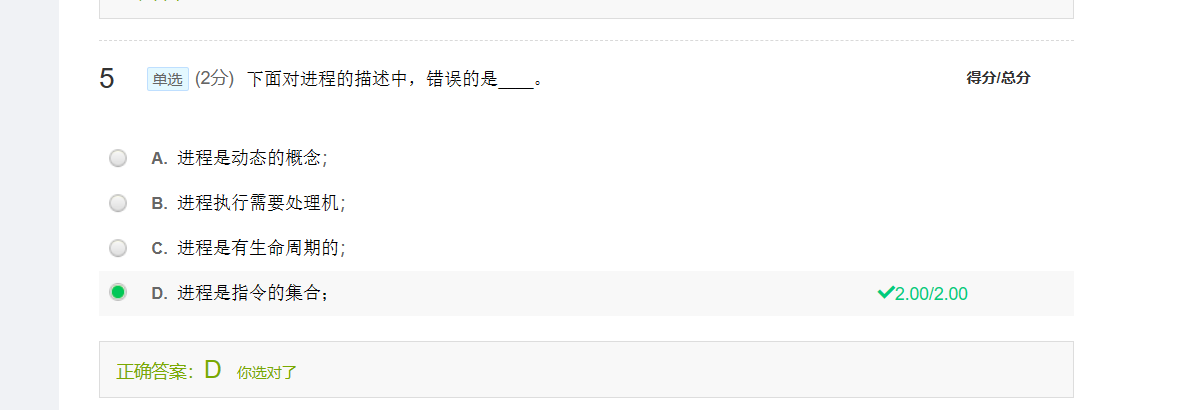 5 单选 (2分) 下面对进程的描述中，错误的是____。 得分/总分
A. 进程是动态的概念；
B. 进程执行需要处理机；
C. 进程是有生命周期的；
D. 进程是指令的集合； 2.00/2.00
正确答案：D 你选对了